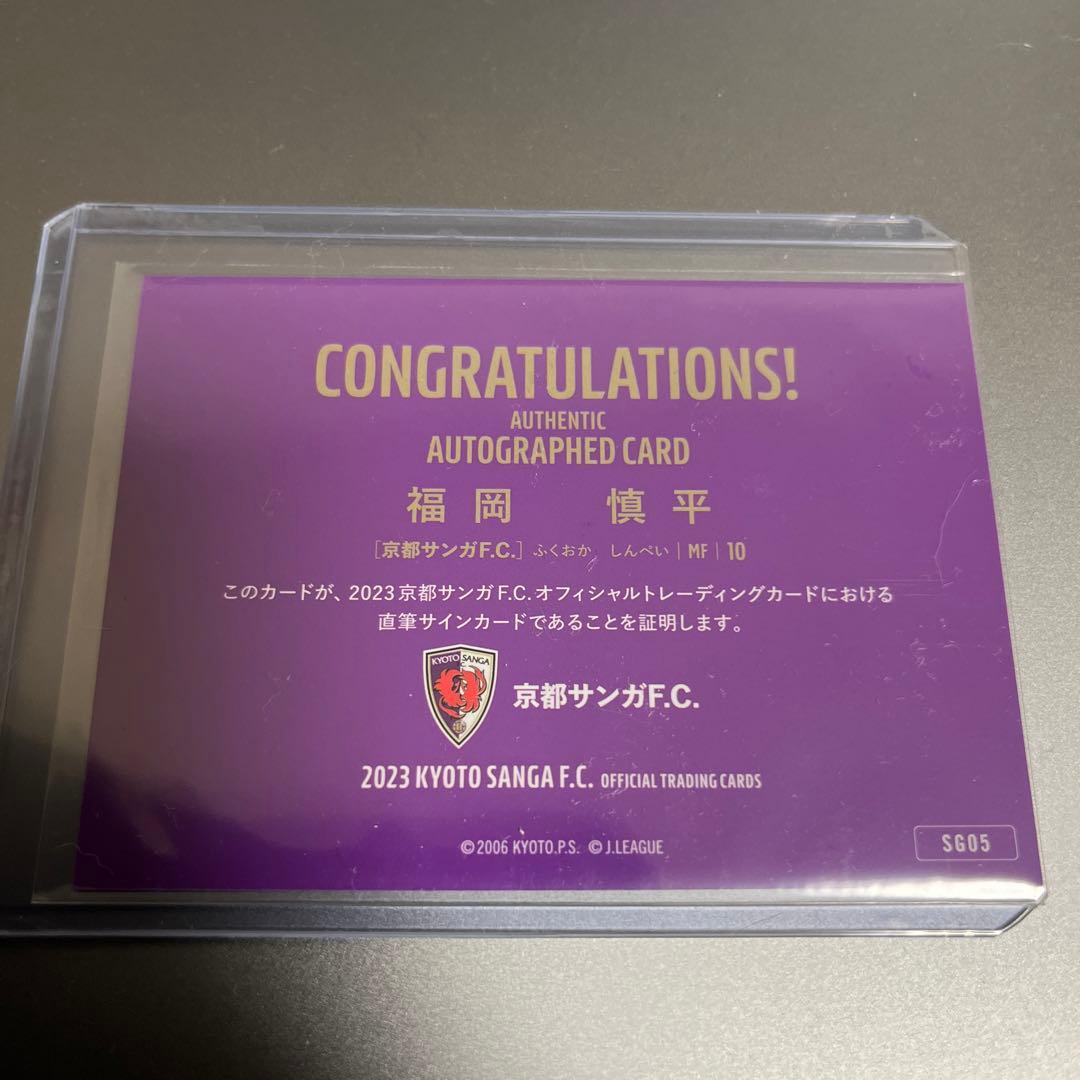 CONGRATULATIONS!
AUTHENTIC
AUTOGRAPHED CARD
福岡 慎平
[京都サンガF.C.] ふくおか しんぺい | MF | 10
このカードが、2023京都サンガF.C.オフィシャルトレーディングカードにおける
直筆サインカードであることを証明します。
KYOTO SANGA
京都サンガF.C.
2023 KYOTO SANGA F.C. OFFICIAL TRADING CARDS
©2006 KYOTO.P.S. ©J.LEAGUE
SG05